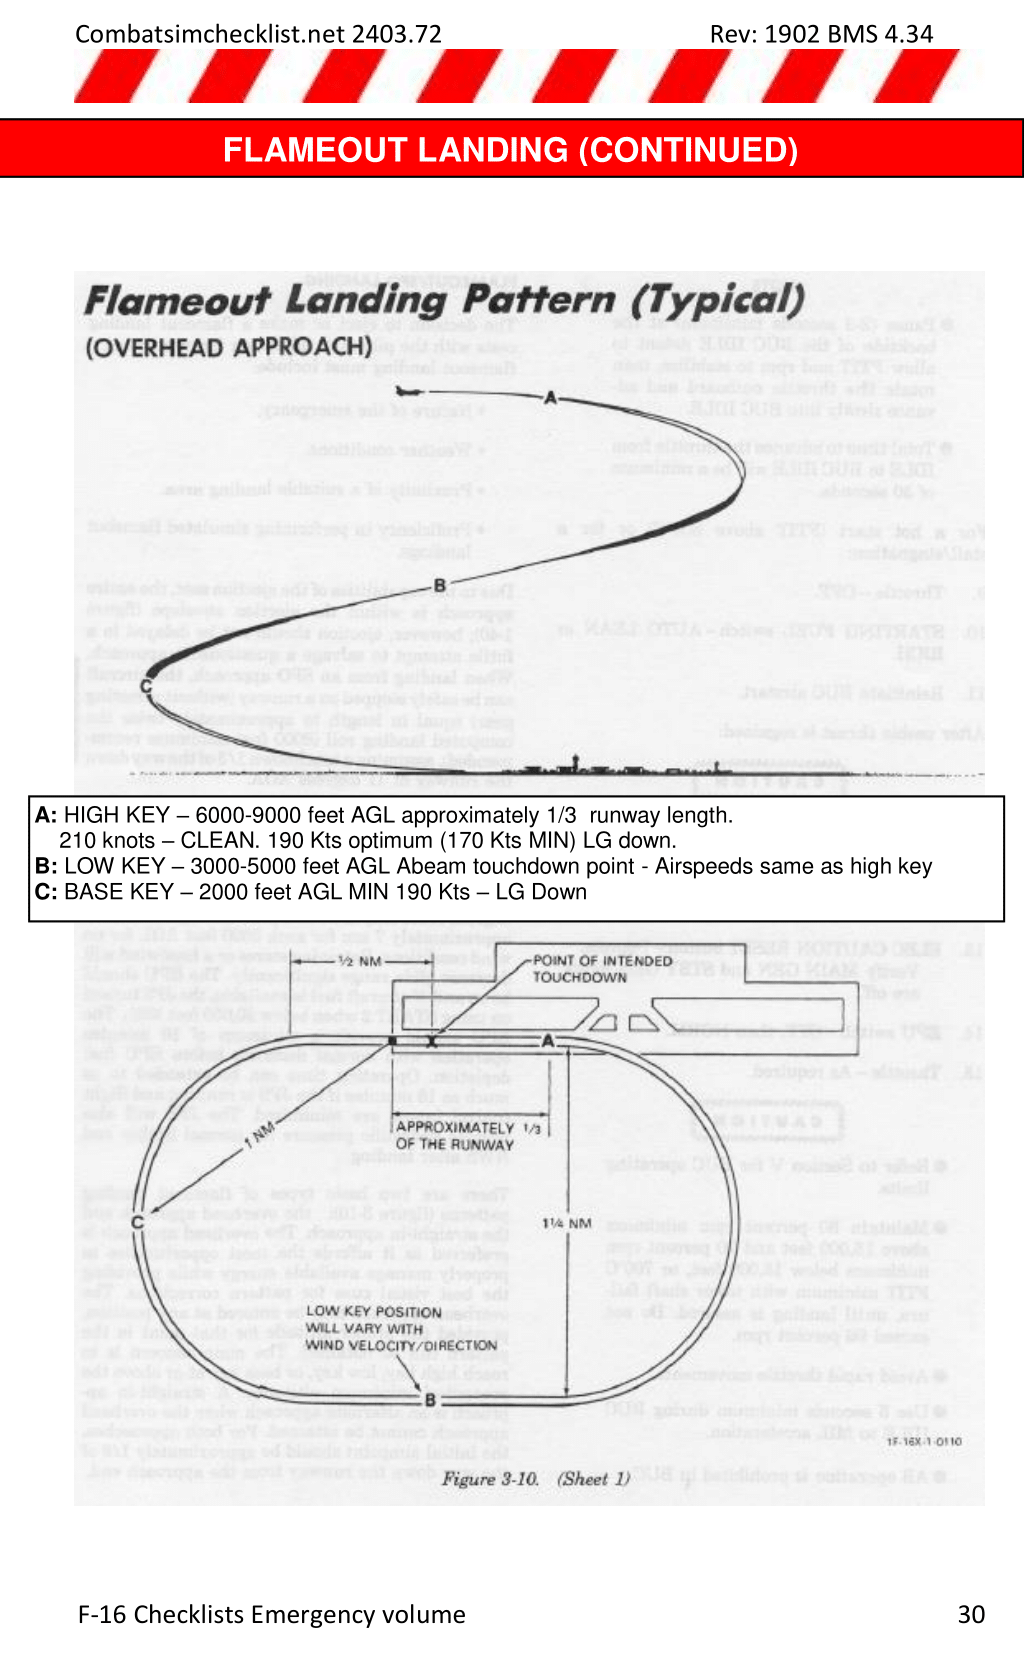 Combatsimchecklist.net 2403.72 Rev: 1902 BMS 4.34
FLAMEOUT LANDING (CONTINUED)
Flameout Landing Pattern (Typical)
(OVERHEAD APPROACH)
A
B
C
A: HIGH KEY – 6000-9000 feet AGL approximately 1/3 runway length.
210 knots – CLEAN. 190 Kts optimum (170 Kts MIN) LG down.
B: LOW KEY – 3000-5000 feet AGL Abeam touchdown point - Airspeeds same as high key
C: BASE KEY – 2000 feet AGL MIN 190 Kts – LG Down
½ NM
POINT OF INTENDED
TOUCHDOWN
X
A
APPROXIMATELY 1/3
OF THE RUNWAY
1 NM
C
1¼ NM
LOW KEY POSITION
WILL VARY WITH
WIND VELOCITY/DIRECTION
B
1F-16X-1-0110
Figure 3-10. (Sheet 1)
F-16 Checklists Emergency volume 30